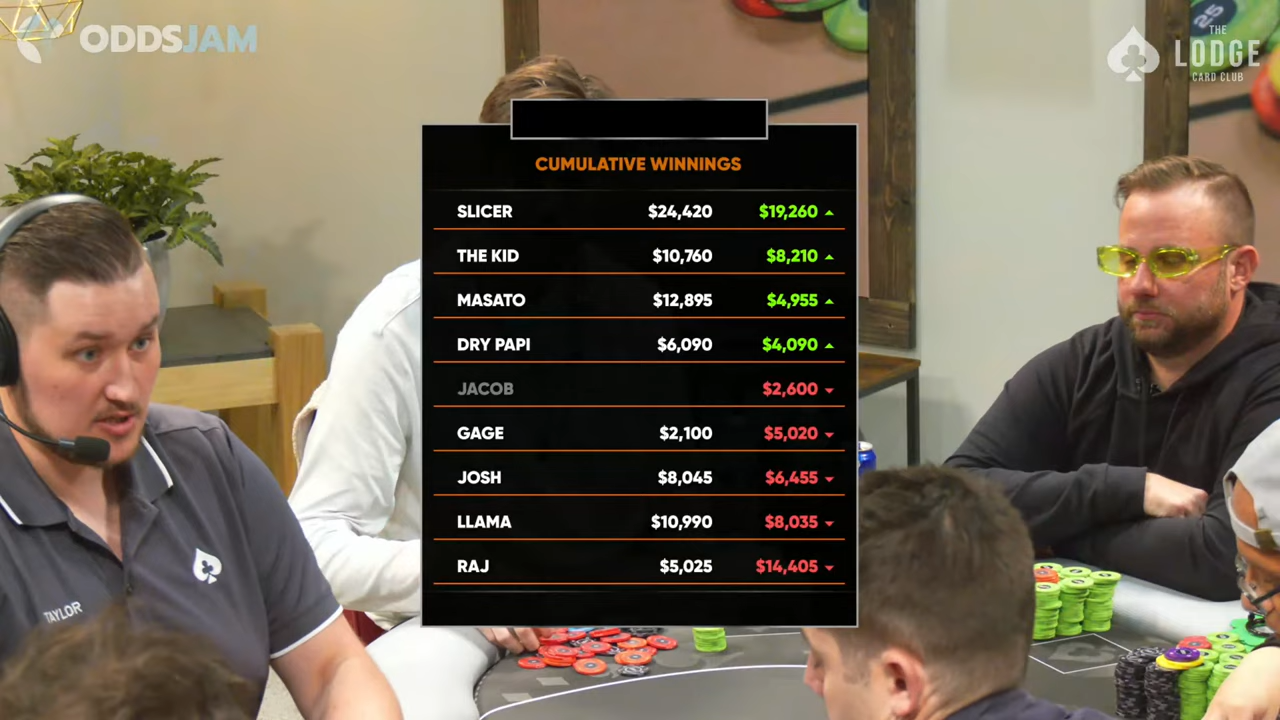 ODDSJAM
25
THE
LODGE
CARD CLUB
CUMULATIVE WINNINGS
SLICER $24,420 $19,260
THE KID $10,760 $8,210
MASATO $12,895 $4,955
DRY PAPI $6,090 $4,090
JACOB $2,600
GAGE $2,100 $5,020
JOSH $8,045 $6,455
LLAMA $10,990 $8,035
RAJ $5,025 $14,405
TAYLOR